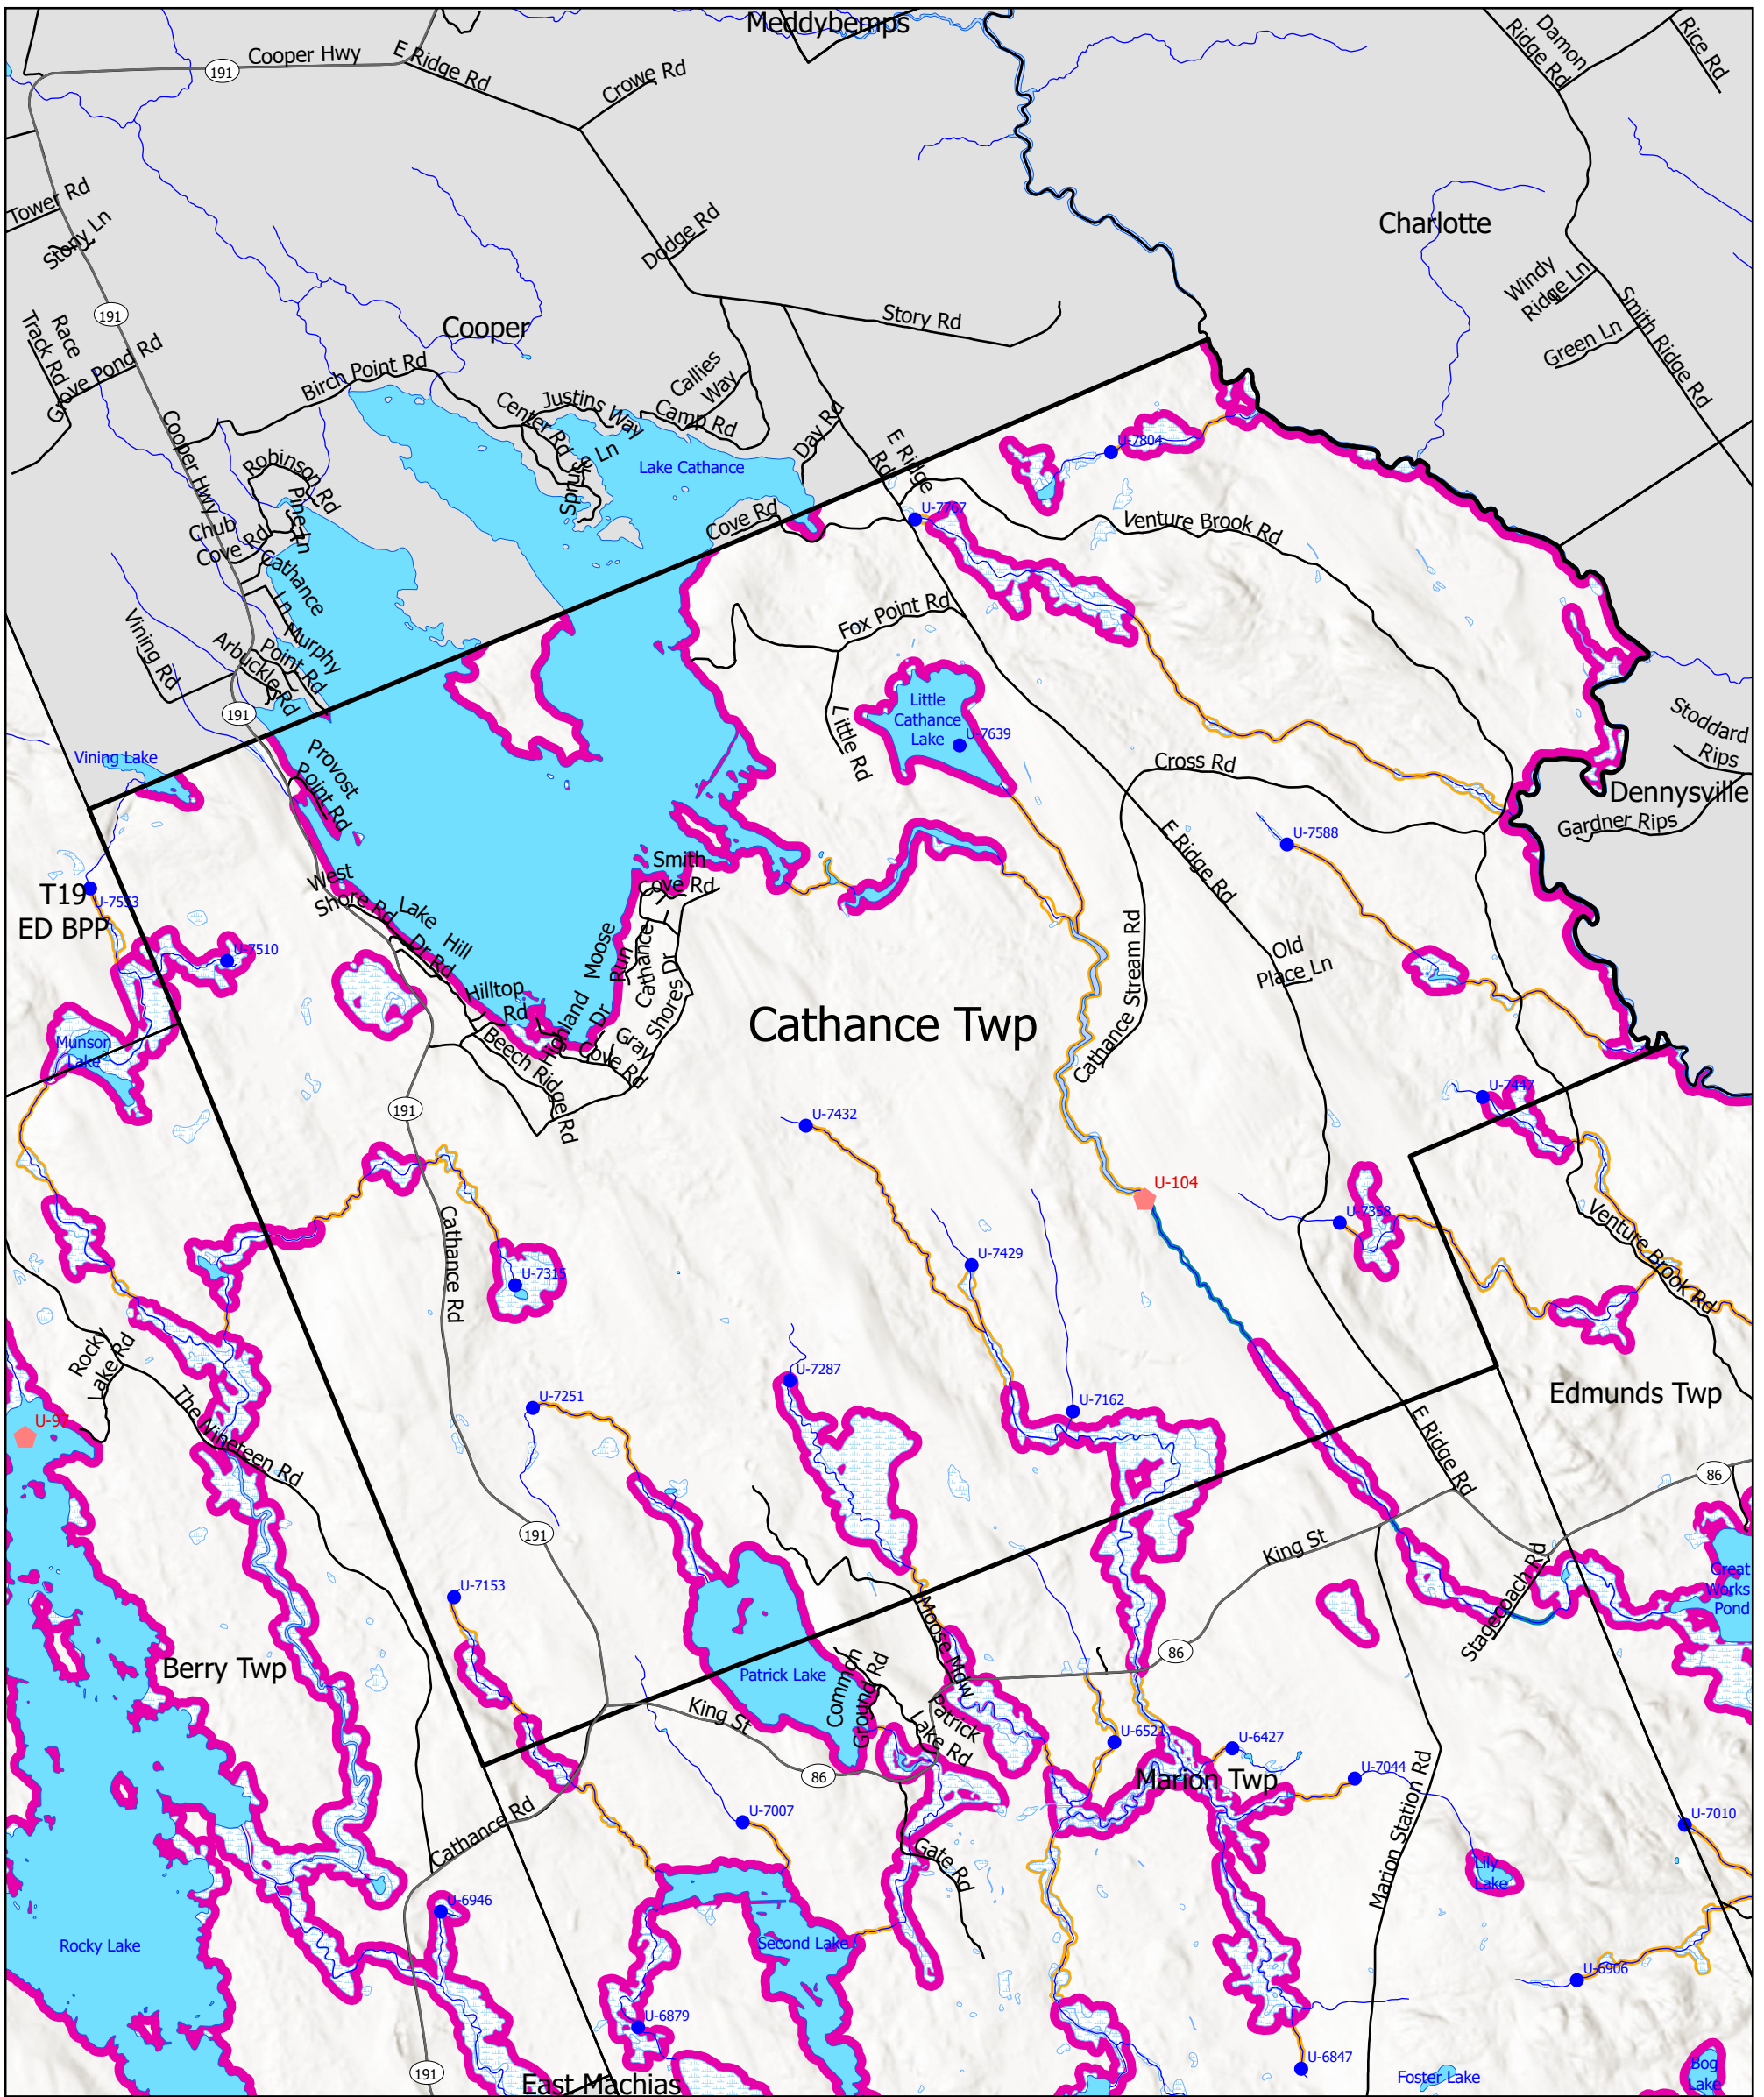 Meddybemps
Cooper Hwy
191
E Ridge Rd
Crowe Rd
Damon
Ridge Rd
Rice Rd
Tower Rd
Stony Ln
Dodge Rd
Charlotte
Windy
Ridge Ln
Smith Ridge Rd
Green Ln
191
Race
Track Rd
Grove Pond Rd
Cooper
Story Rd
Birch Point Rd
Callies
Way
Justins Way
Camp Rd
Center Rd
Spruce Ln
Day Rd
Lake Cathance
E Ridge
Rd
U-7804
Cooper Hwy
Robinson Rd
Pine Ln
Chub
Cove Rd
Cove Rd
U-7767
Venture Brook Rd
Cathance
Ln
Murphy
Point Rd
Arbuckle Rd
Vining Rd
Fox Point Rd
191
Little
Cathance
Lake
U-7639
Little Rd
Stoddard
Rips
Vining Lake
Provost
Point Rd
Cross Rd
Dennysville
Gardner Rips
U-7588
E Ridge Rd
T19
ED BPP
U-7553
West
Shore Rd
Smith
Cove Rd
Lake
Dr
Hill
Rd
Moose
Run
Cathance
Ln
U-7510
Old
Place Ln
Cathance Stream Rd
Hilltop
Rd
Highland
Dr
Gray
Cove Rd
Shores Dr
Cathance Twp
Munson
Lake
Beech Ridge Rd
191
U-7447
U-7432
U-104
U-7358
Venture Brook Rd
Cathance Rd
U-7429
U-7315
Rocky
Lake Rd
U-7287
Edmunds Twp
U-7251
U-7162
U-97
The Nineteen Rd
E Ridge Rd
86
191
King St
Stagecoach Rd
Great
Works
Pond
U-7153
Moose Mdw
Berry Twp
Patrick Lake
Common
Ground Rd
86
King St
Patrick
Lake Rd
U-6521
U-6427
86
Marion Twp
U-7044
Marion Station Rd
U-7007
U-7010
Cathance Rd
Gate Rd
Lily
Lake
U-6946
Rocky Lake
Second Lake
U-6906
U-6879
U-6847
191
East Machias
Foster Lake
Bog
Lake